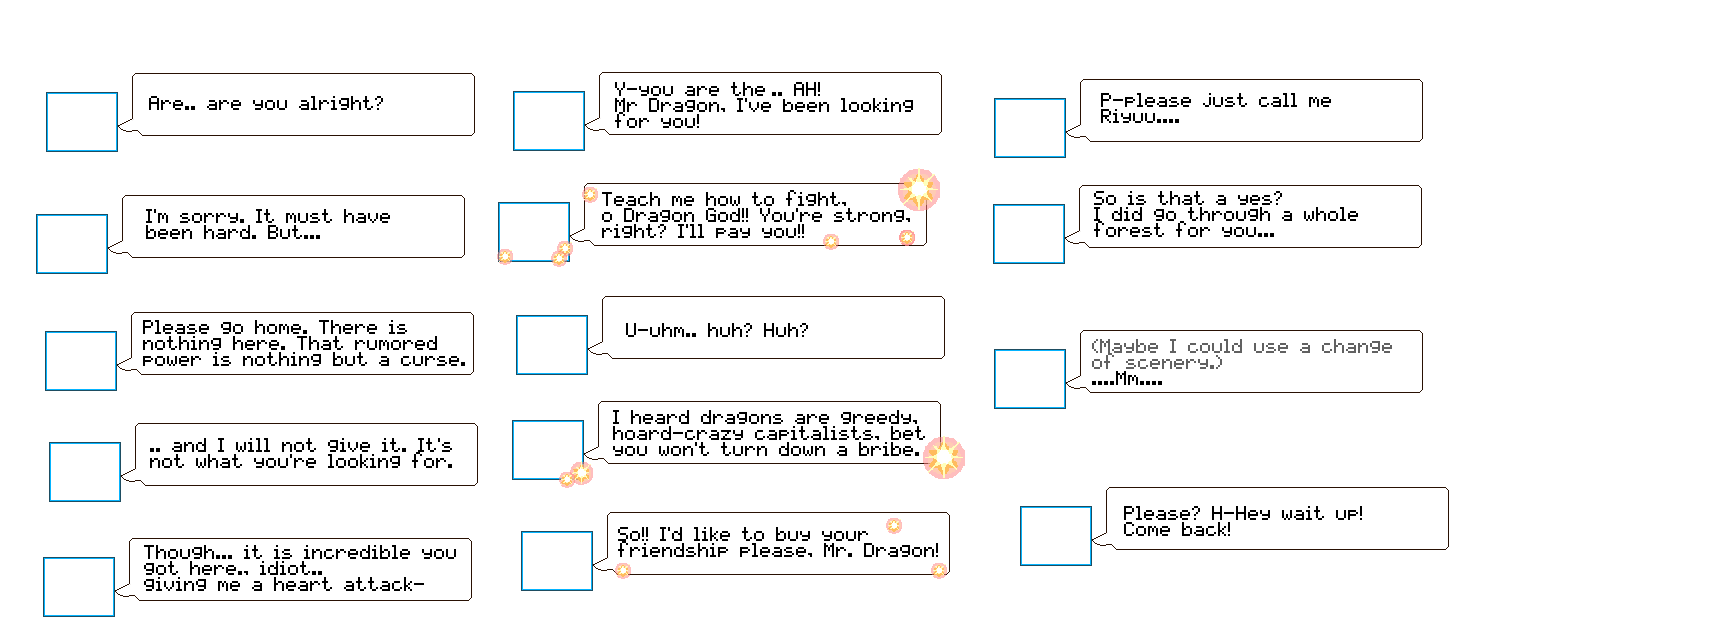 Are.. are you alright?
I'm sorry. It must have
been hard. But...
Please go home. There is
nothing here. That rumored
power is nothing but a curse.
.. and I will not give it. It's
not what you're looking for.
Though... it is incredible you
got here., idiot..
giving me a heart attack-
Y-you are the.. AH!
Mr Dragon, I've been looking
for you!
Teach me how to fight,
o Dragon God!! You're strong,
right? I'll pay you!!
U-uhm.. huh? Huh?
I heard dragons are greedy,
hoard-crazy capitalists, bet
you won't turn down a bribe.
So!! I'd like to buy your
friendship please, Mr. Dragon!
P-please just call me
Riyuu....
So is that a yes?
I did go through a whole
forest for you...
(Maybe I could use a change
of scenery.)
....Mm....
Please? H-Hey wait up!
Come back!